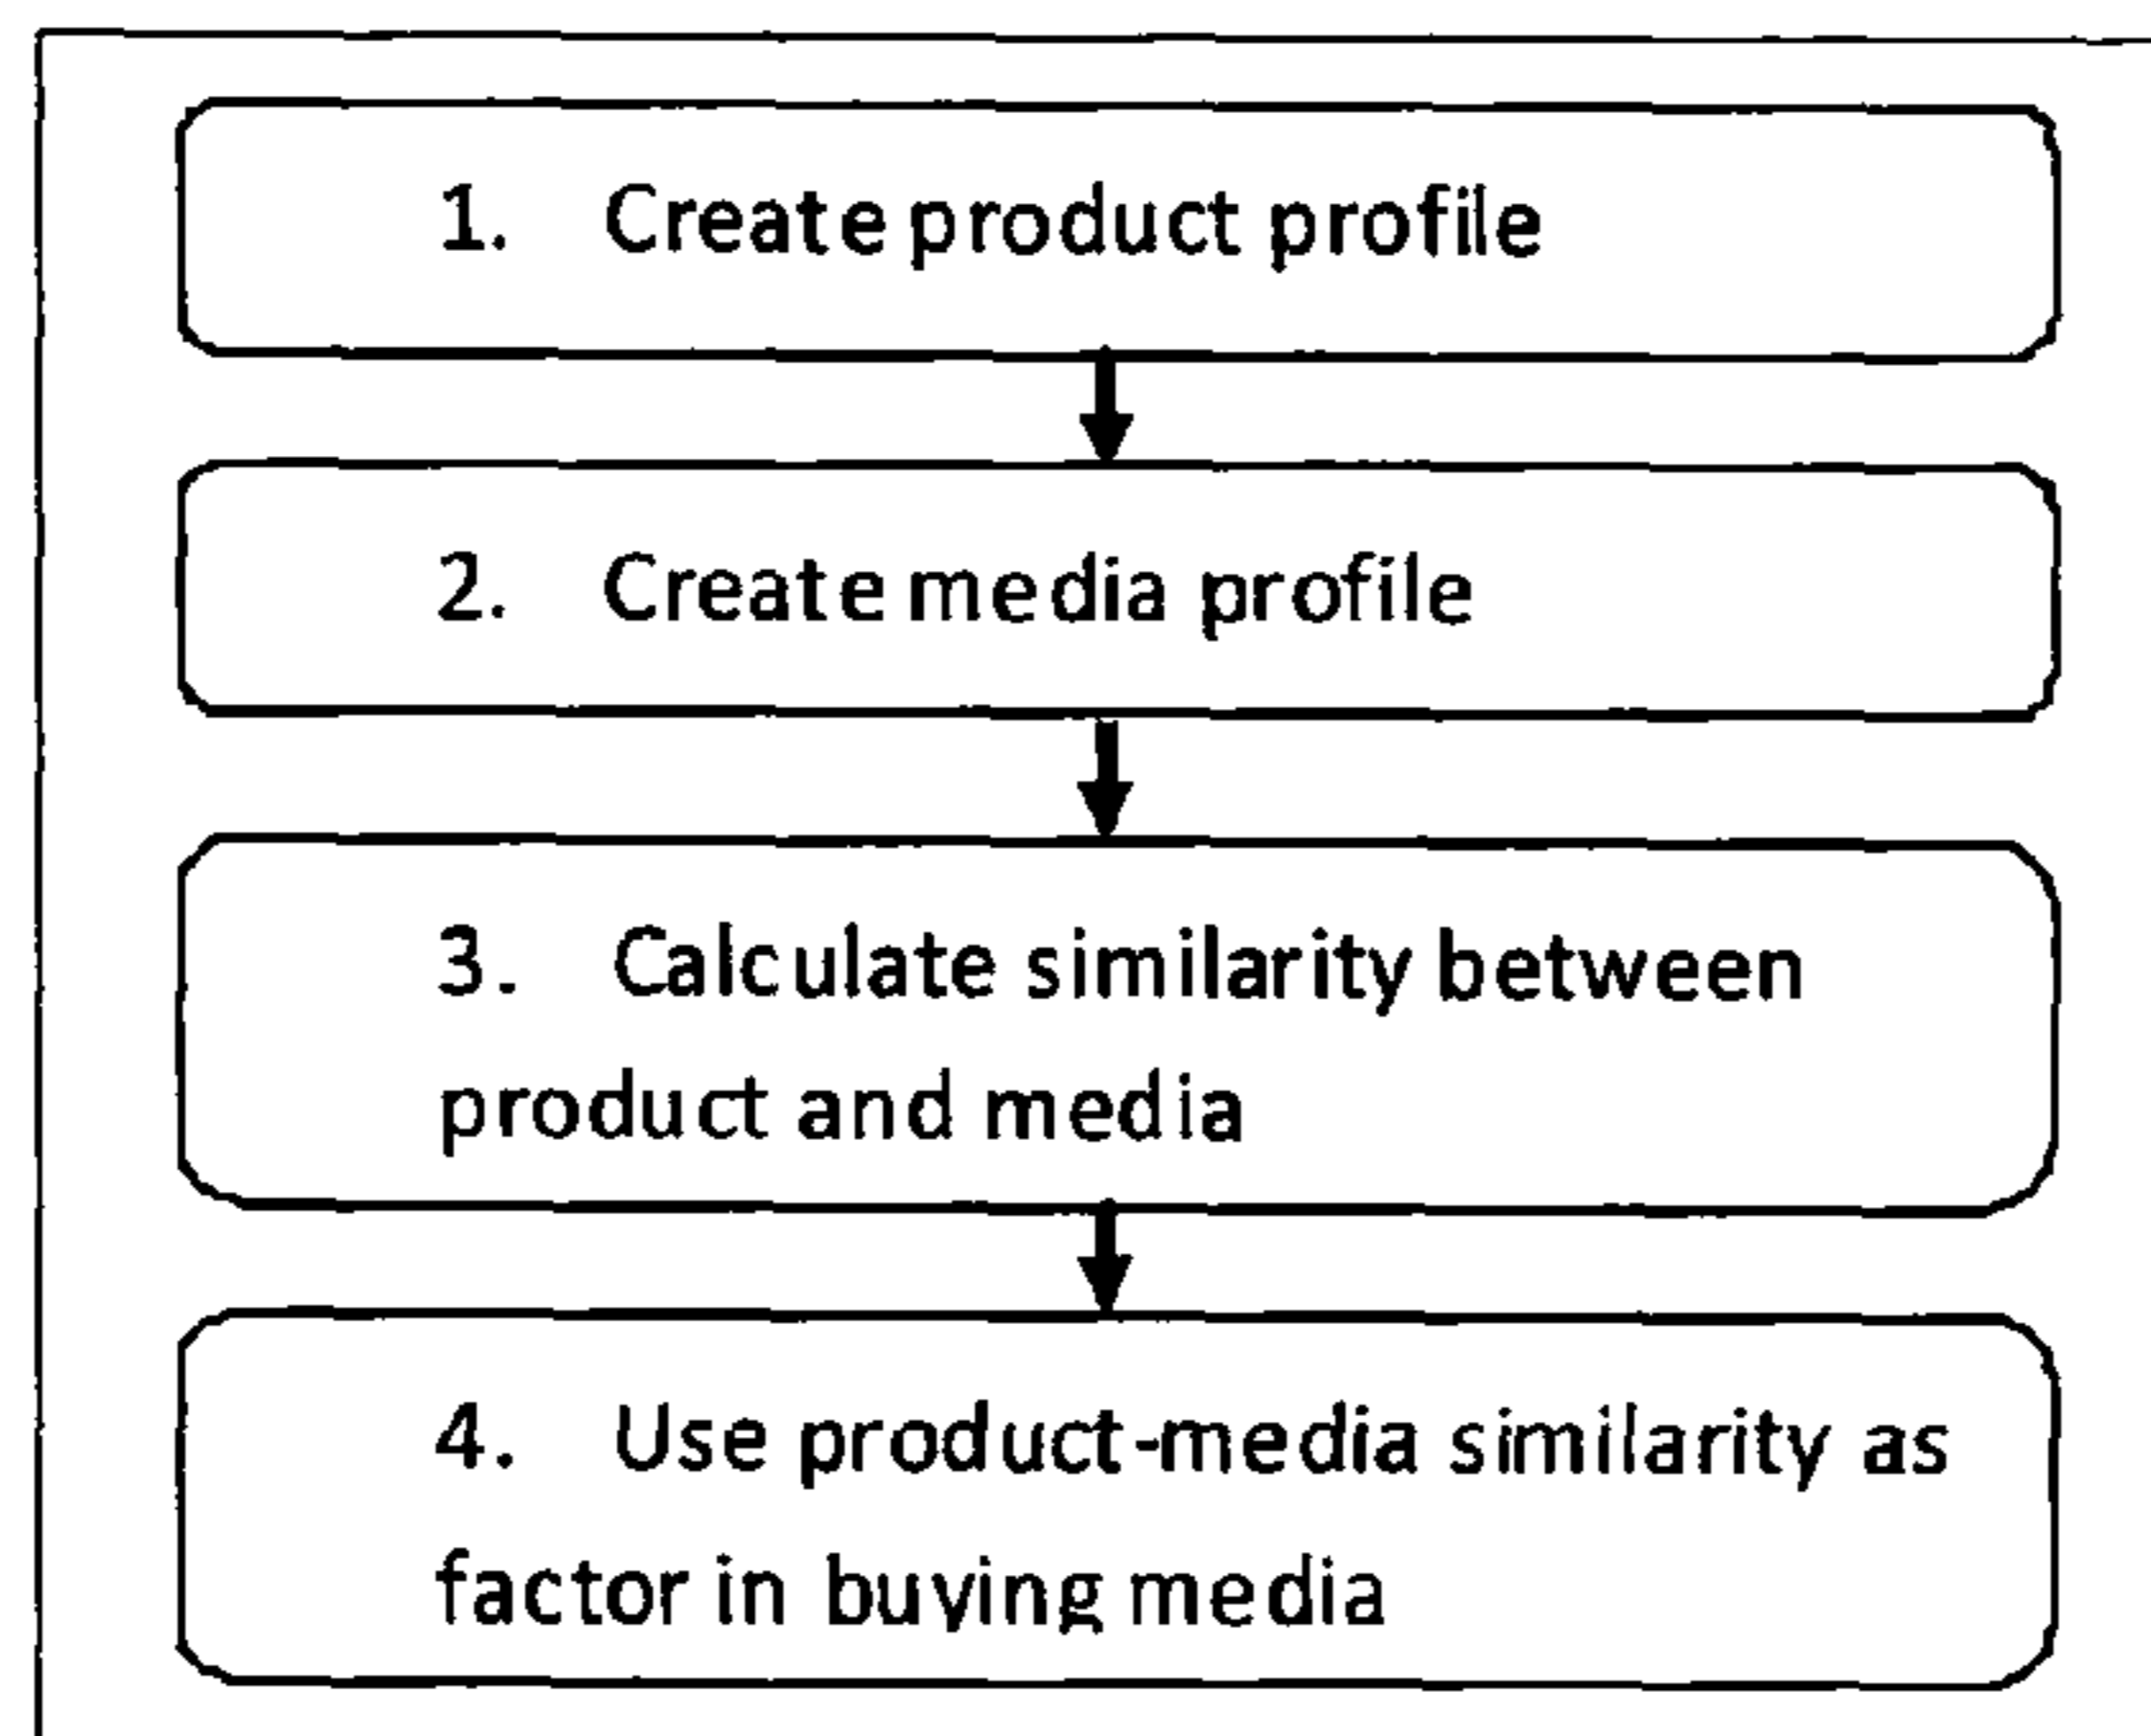 1. Create product profile
2. Create media profile
3. Calculate similarity between
product and media
4. Use product-media similarity as
factor in buying media